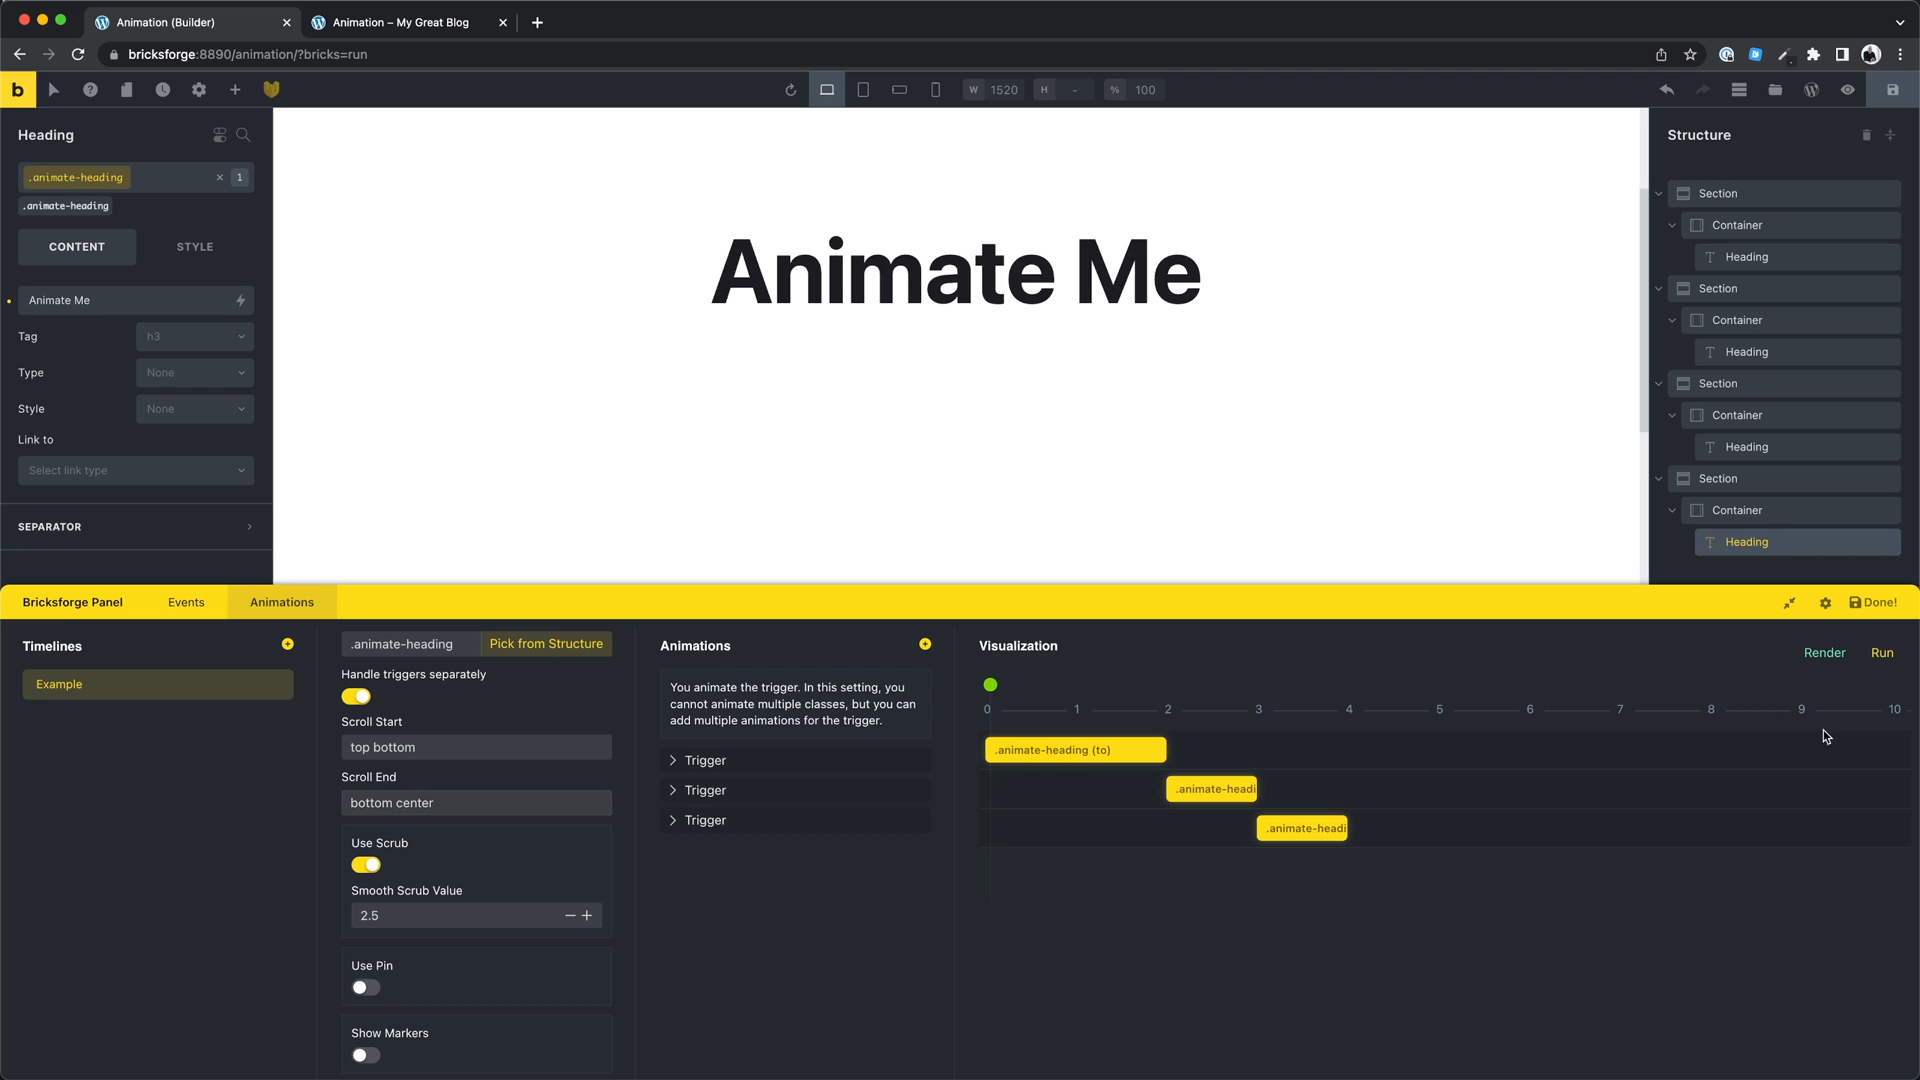 Animation (Builder)
Animation – My Great Blog
bricksforge:8890/animation/?bricks=run
b
W 1520
H -
% 100
Heading
.animate-heading
1
.animate-heading
CONTENT
STYLE
Animate Me
Tag
h3
Type
None
Style
None
Link to
Select link type
SEPARATOR
Animate Me
Structure
Section
Container
Heading
Section
Container
Heading
Section
Container
Heading
Section
Container
Heading
Bricksforge Panel
Events
Animations
Done!
Timelines
Example
.animate-heading
Pick from Structure
Handle triggers separately
Scroll Start
top bottom
Scroll End
bottom center
Use Scrub
Smooth Scrub Value
2.5
Use Pin
Show Markers
Animations
You animate the trigger. In this setting, you
cannot animate multiple classes, but you can
add multiple animations for the trigger.
Trigger
Trigger
Trigger
Visualization
Render
Run
0 1 2 3 4 5 6 7 8 9 10
.animate-heading (to)
.animate-headi
.animate-headi